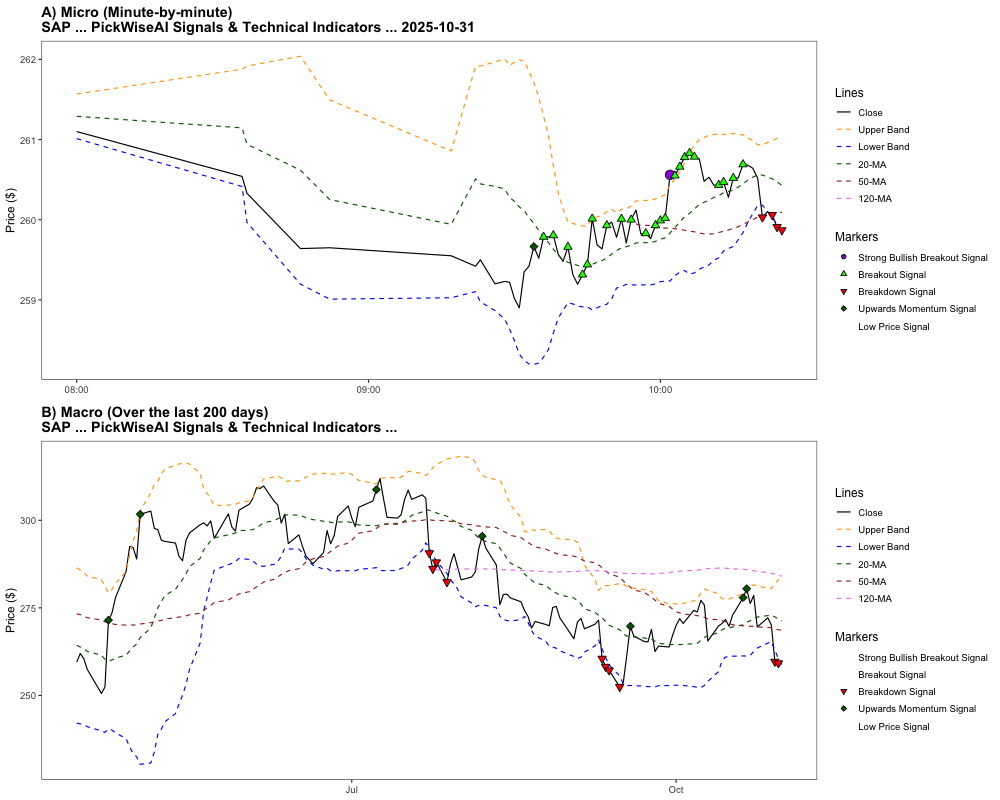 A) Micro (Minute-by-minute)
SAP ... PickWiseAI Signals & Technical Indicators ... 2025-10-31
Price ($)
262
261
260
259
08:00
09:00
10:00
Lines
Close
Upper Band
Lower Band
20-MA
50-MA
120-MA
Markers
Strong Bullish Breakout Signal
Breakout Signal
Breakdown Signal
Upwards Momentum Signal
Low Price Signal
B) Macro (Over the last 200 days)
SAP ... PickWiseAI Signals & Technical Indicators ...
Price ($)
300
275
250
Jul
Oct
Lines
Close
Upper Band
Lower Band
20-MA
50-MA
120-MA
Markers
Strong Bullish Breakout Signal
Breakout Signal
Breakdown Signal
Upwards Momentum Signal
Low Price Signal